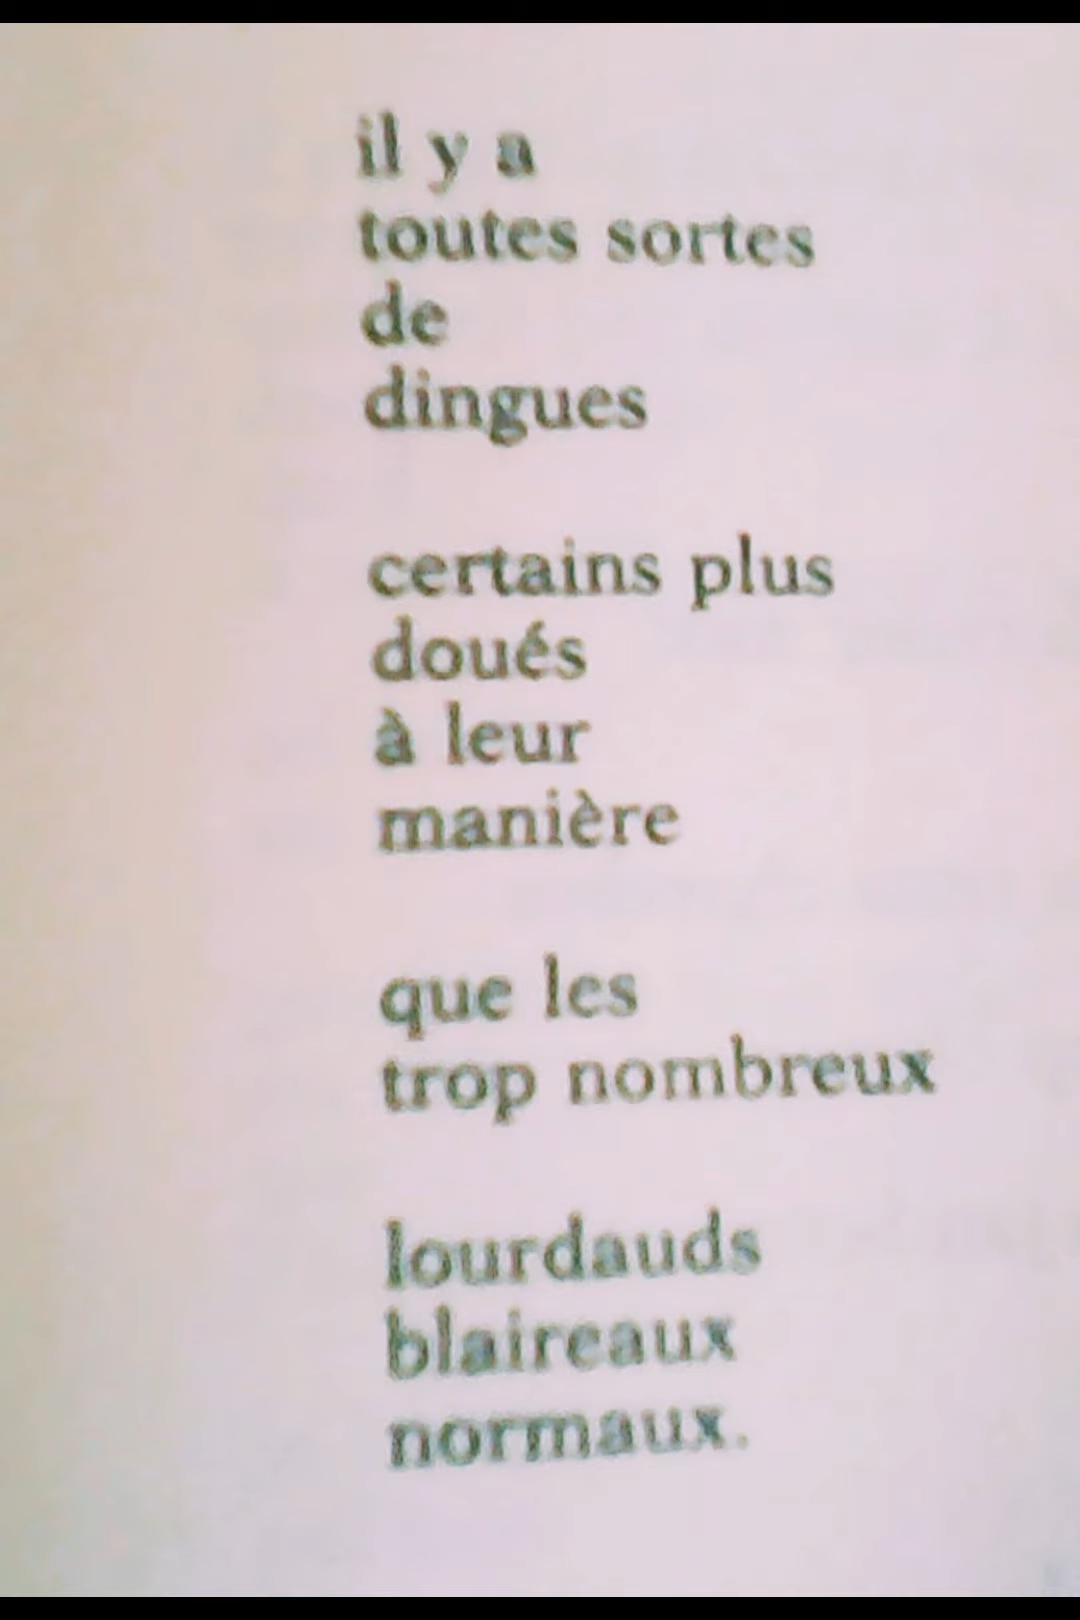 il y a
toutes sortes
de
dingues
certains plus
doués
à leur
manière
que les
trop nombreux
lourdauds
blaireaux
normaux.